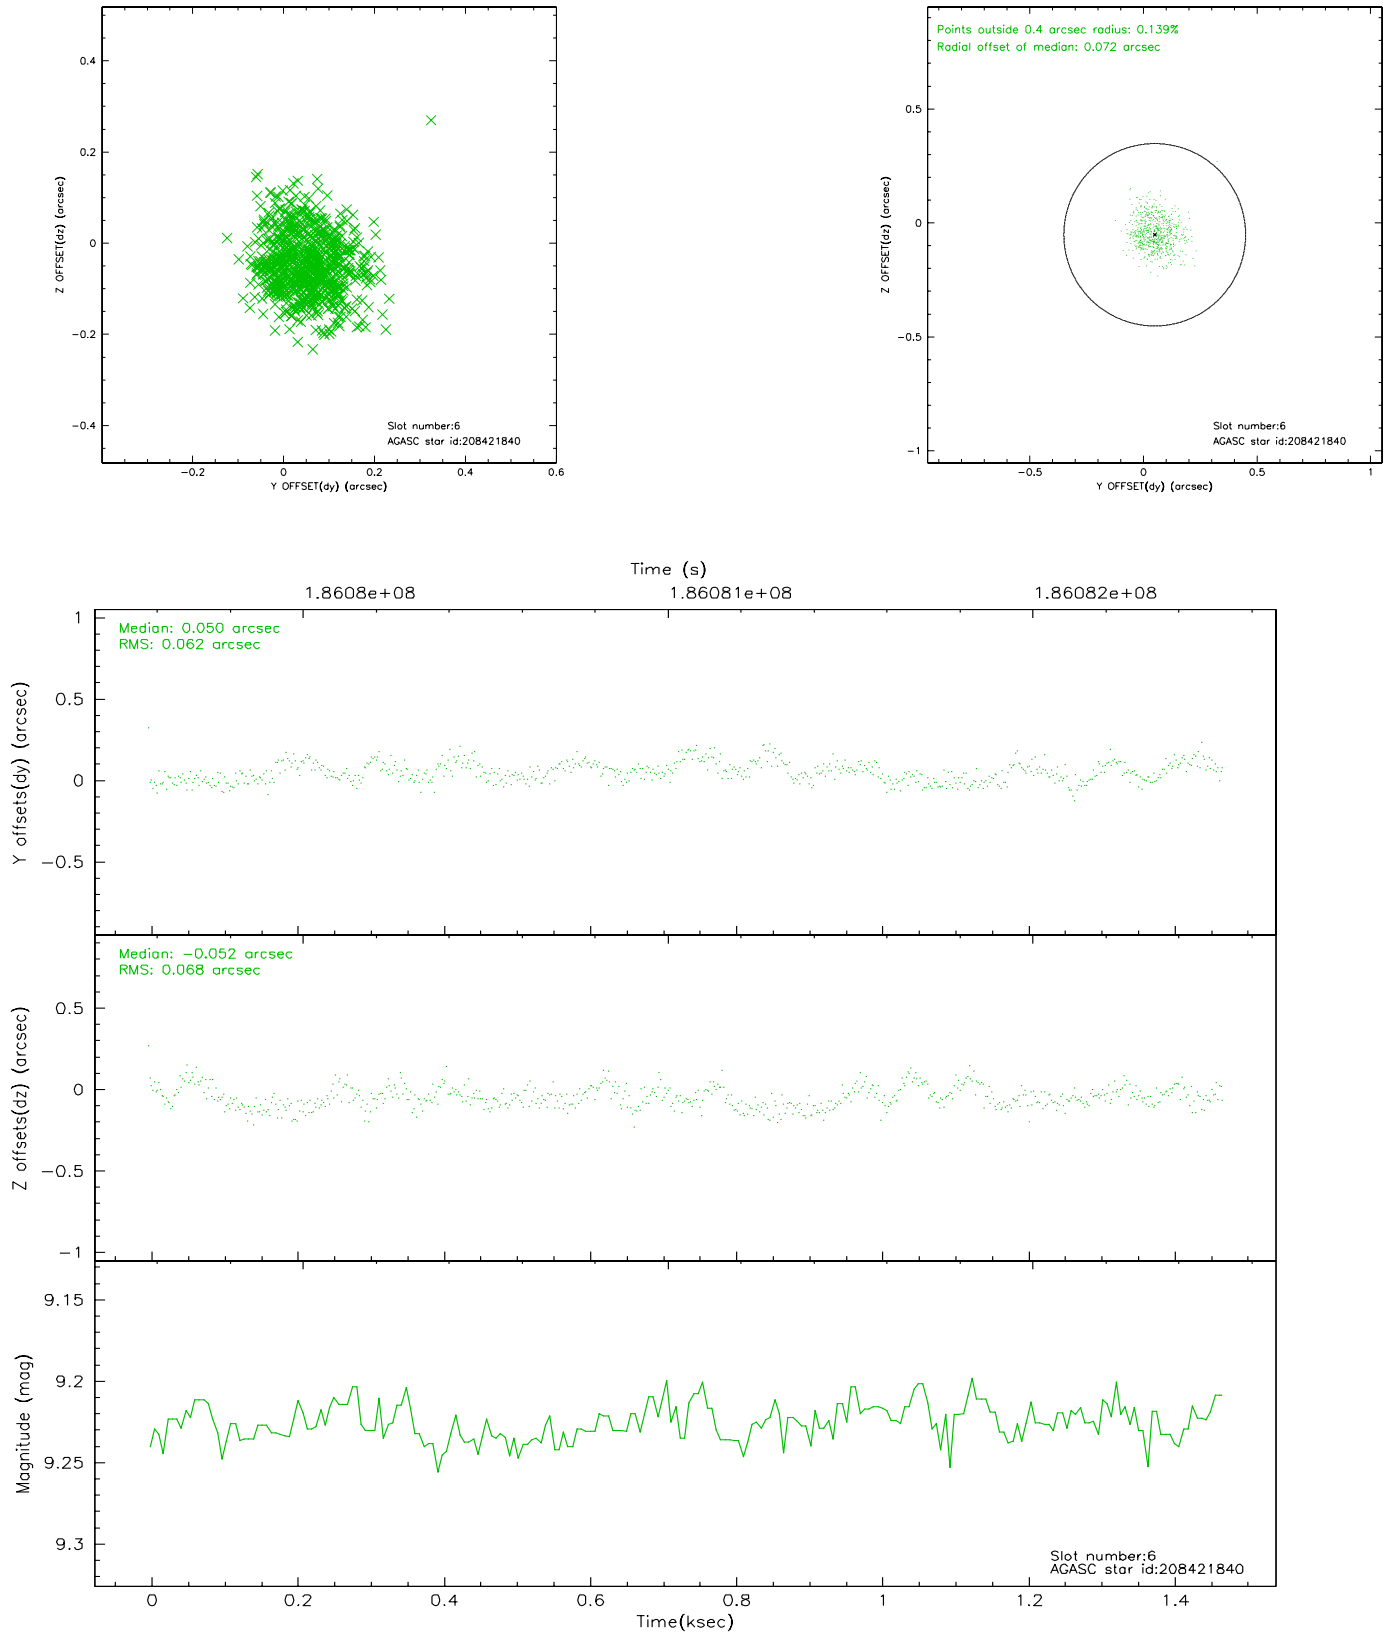 0.4
0.2
0
−0.2
−0.4
Z OFFSET(dz) (arcsec)
Slot number:6
AGASC star id:208421840
−0.2 0 0.2 0.4 0.6
Y OFFSET(dy) (arcsec)
Points outside 0.4 arcsec radius: 0.139%
Radial offset of median: 0.072 arcsec
0.5
0
−0.5
−1
Z OFFSET(dz) (arcsec)
Slot number:6
AGASC star id:208421840
−0.5 0 0.5 1
Y OFFSET(dy) (arcsec)
Time (s)
1.8608e+08 1.86081e+08 1.86082e+08
Median: 0.050 arcsec
RMS: 0.062 arcsec
1
0.5
0
−0.5
Y offsets(dy) (arcsec)
Median: −0.052 arcsec
RMS: 0.068 arcsec
0.5
0
−0.5
−1
Z offsets(dz) (arcsec)
9.15
9.2
9.25
9.3
Magnitude (mag)
Slot number:6
AGASC star id:208421840
0 0.2 0.4 0.6 0.8 1 1.2 1.4
Time(ksec)